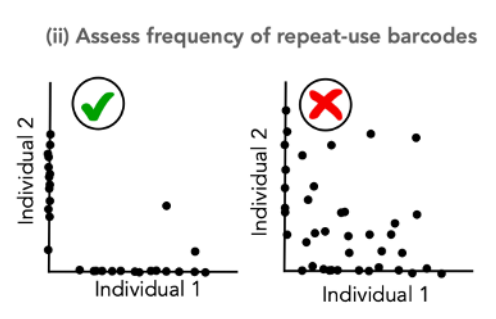 (ii) Assess frequency of repeat-use barcodes
Individual 2
Individual 1
Individual 2
Individual 1